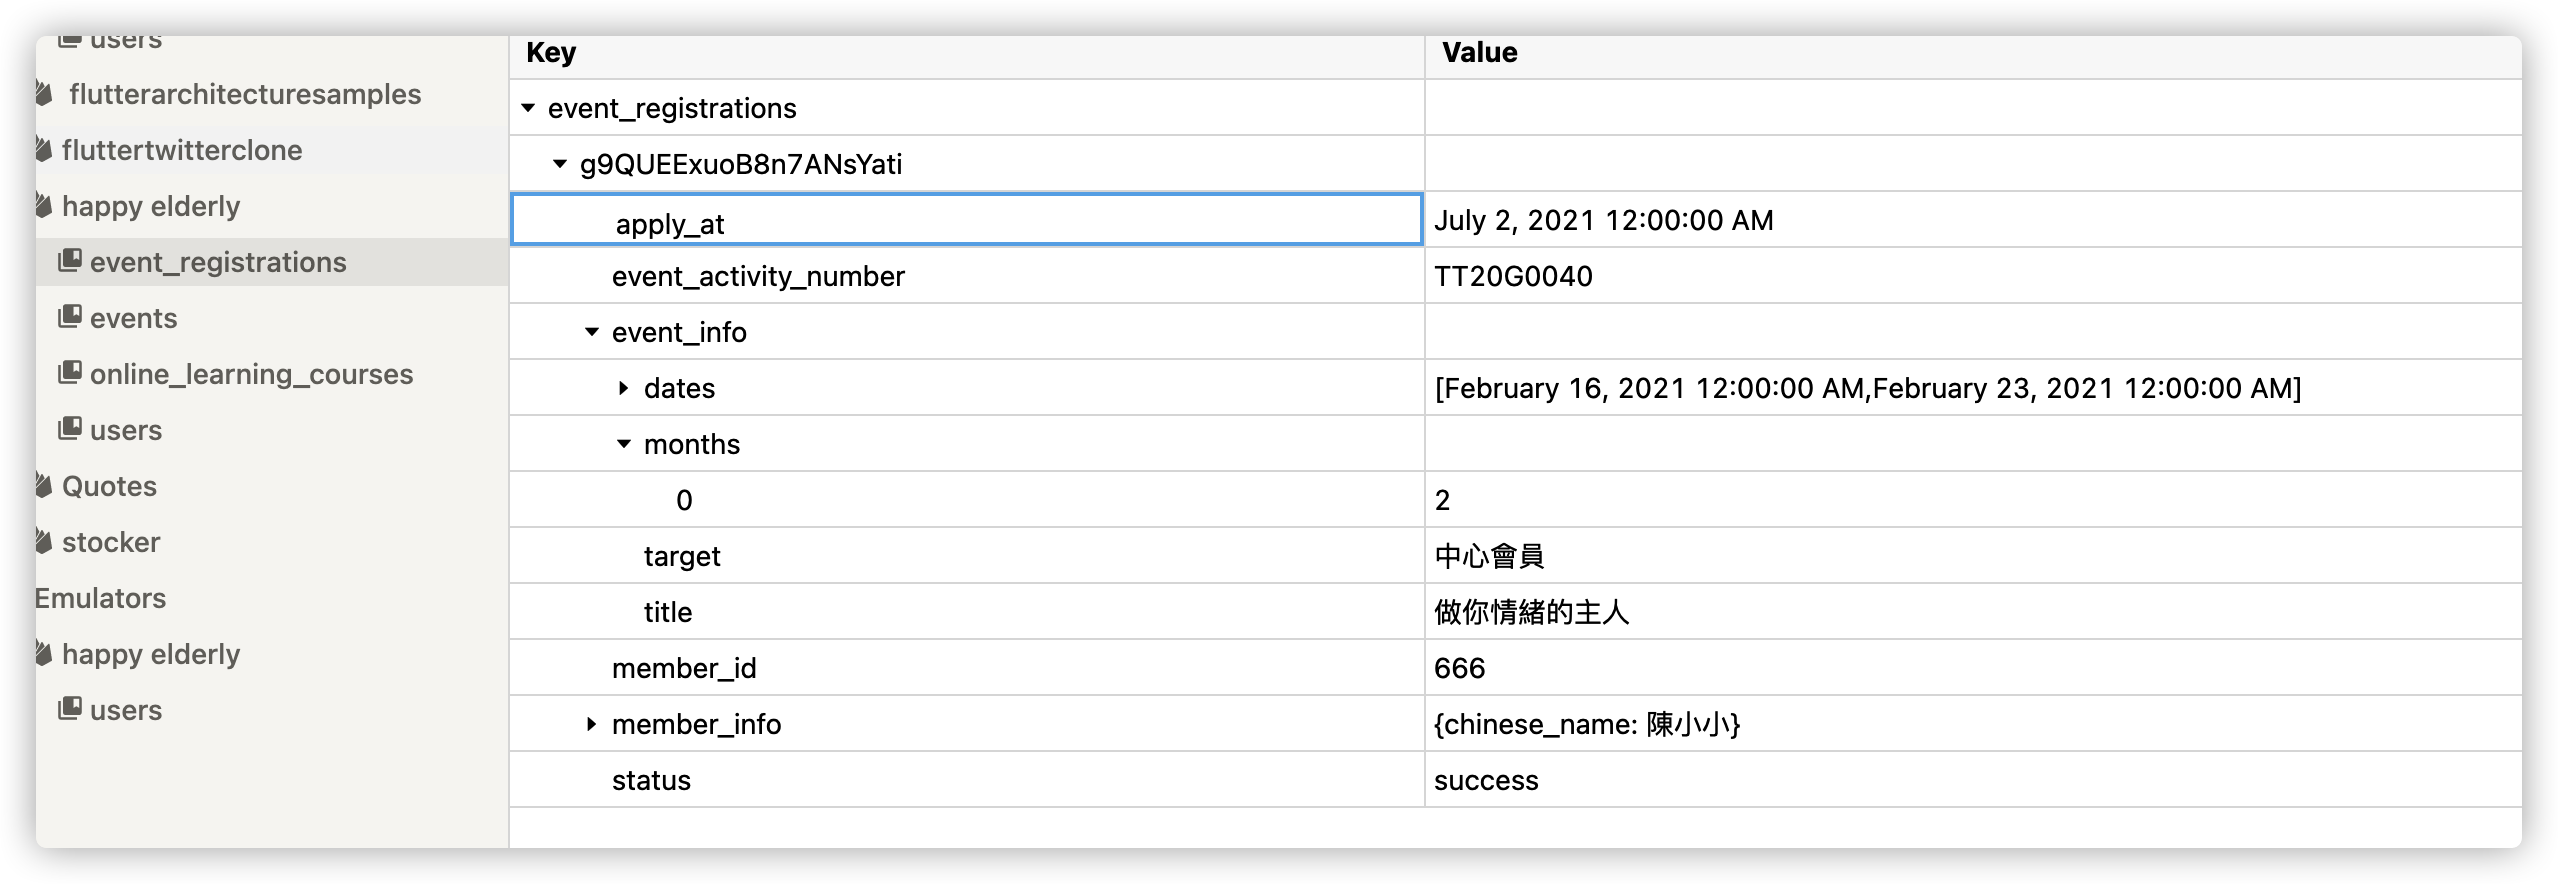 users
flutterarchitecturesamples
fluttertwitterclone
happy elderly
event_registrations
events
online_learning_courses
users
Quotes
stocker
Emulators
happy elderly
users
Key Value
event_registrations
g9QUEExuoB8n7ANsYati
apply_at July 2, 2021 12:00:00 AM
event_activity_number TT20G0040
event_info
dates [February 16, 2021 12:00:00 AM,February 23, 2021 12:00:00 AM]
months
0 2
target 中心會員
title 做你情緒的主人
member_id 666
member_info {chinese_name: 陳小小}
status success